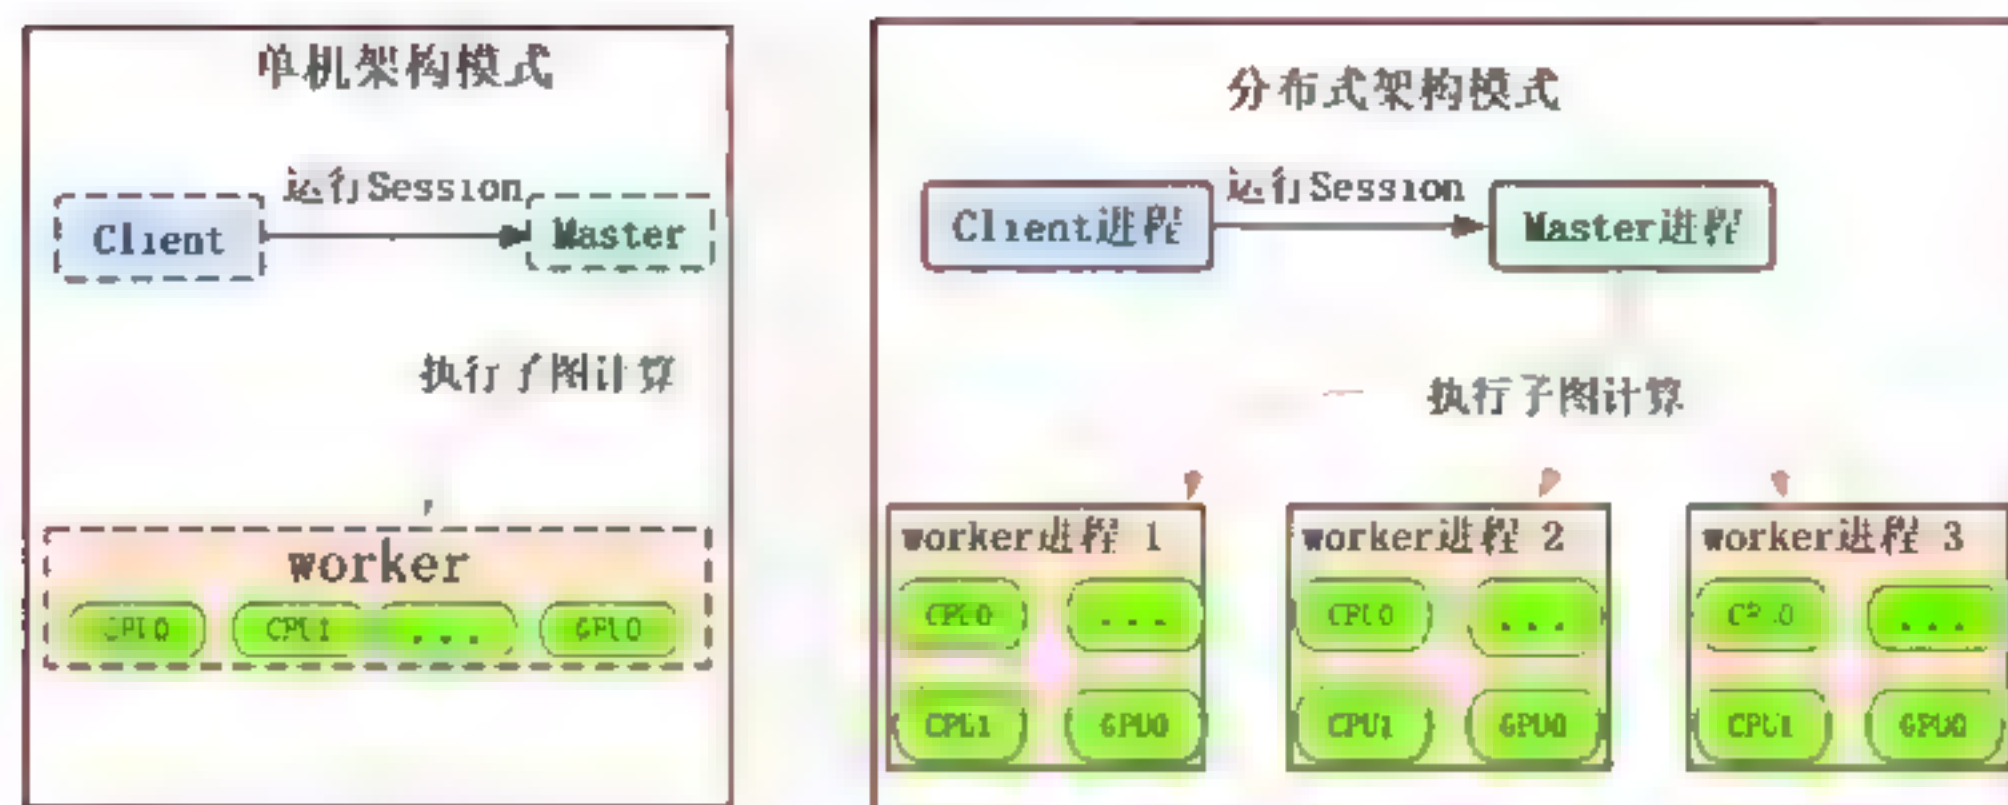 单机架构模式
运行Session
Client
Master
执行子图计算
worker
CPU0 CPU1 ... GPU0
分布式架构模式
运行Session
Client进程
Master进程
执行子图计算
worker进程 1
CPU0 ...
CPU1 GPU0
worker进程 2
CPU0 ...
CPU1 GPU0
worker进程 3
CPU0 ...
CPU1 GPU0